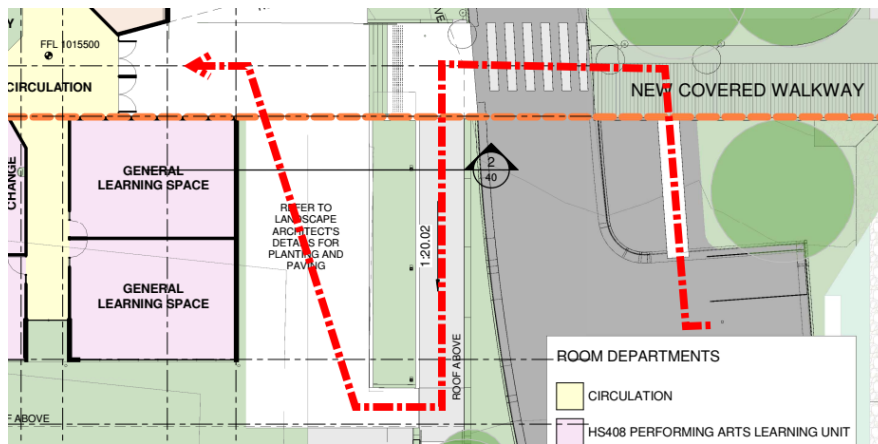 FFL 1015500
CIRCULATION
NEW COVERED WALKWAY
CHANGE
GENERAL
LEARNING SPACE
2
40
REFER TO
LANDSCAPE
ARCHITECT'S
DETAILS FOR
PLANTING AND
PAVING
1:20.02
GENERAL
LEARNING SPACE
ROOF ABOVE
ROOM DEPARTMENTS
CIRCULATION
HS408 PERFORMING ARTS LEARNING UNIT
ABOVE